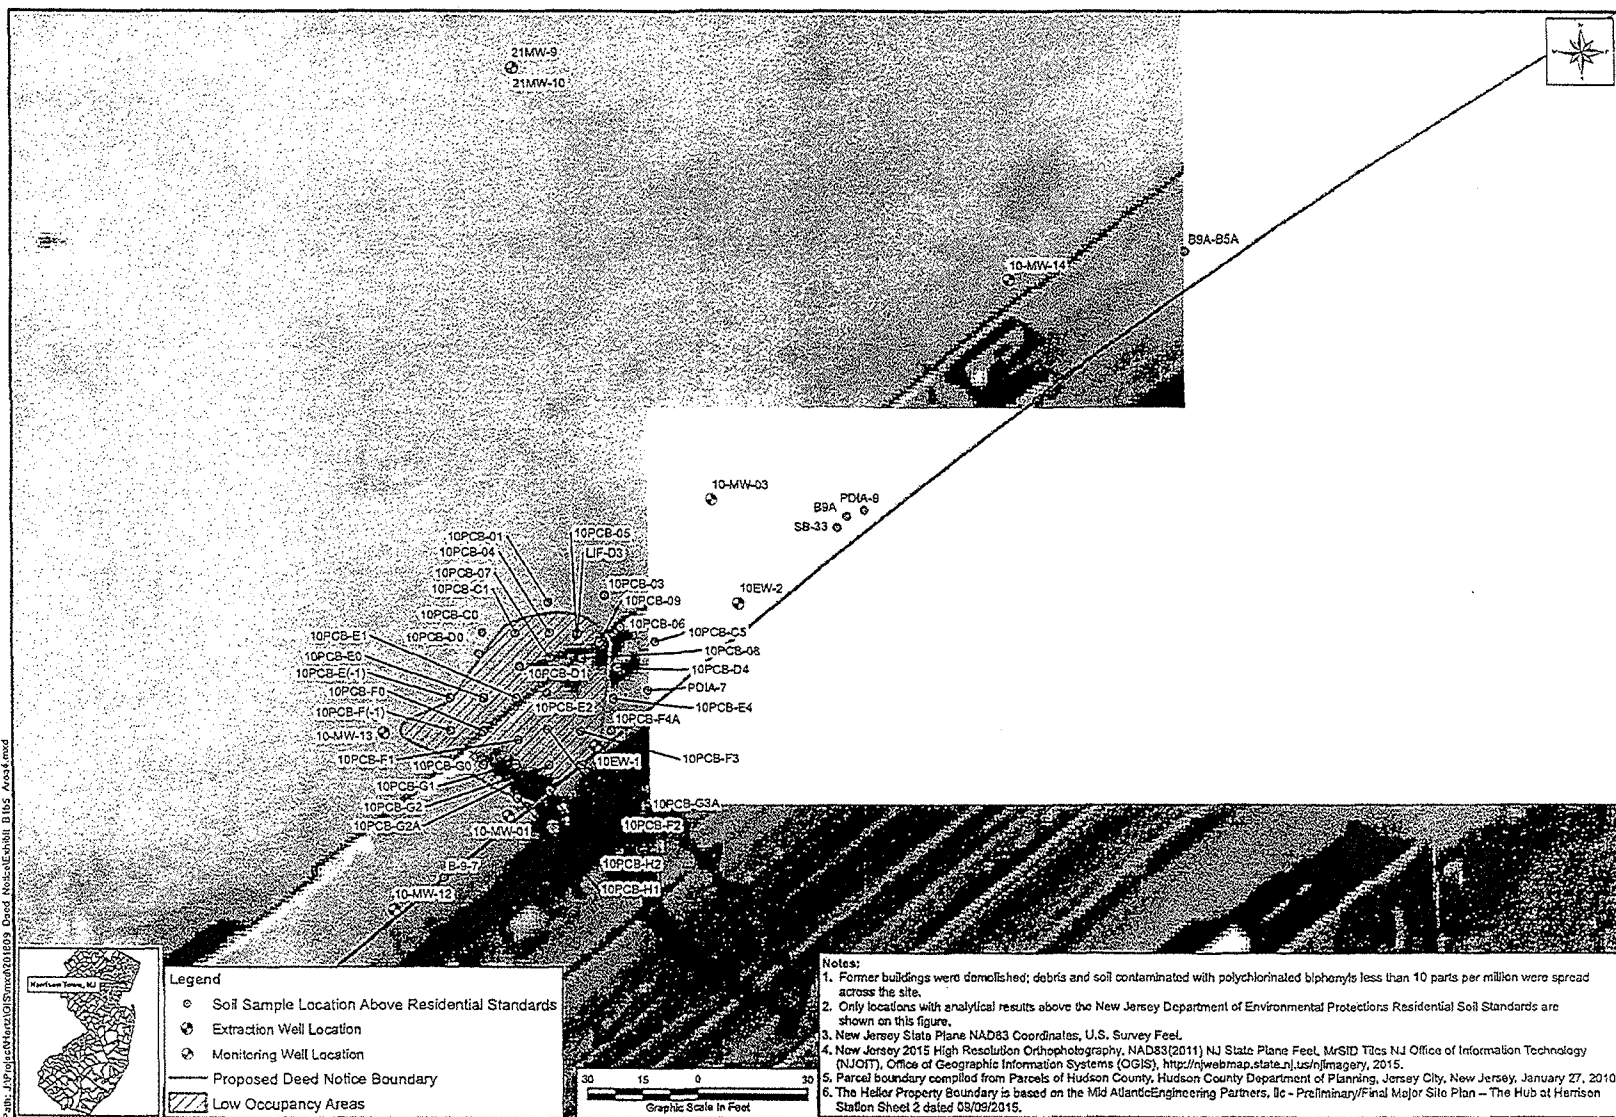 21MW-9
21MW-10
B9A-B5A
10-MW-14
10-MW-03
PDIA-9
B9A
SB-33
10PCB-01
10PCB-05
10PCB-04
LIF-D3
10PCB-07
10PCB-03
10PCB-C1
10EW-2
10PCB-09
10PCB-C0
10PCB-06
10PCB-C5
10PCB-E1
10PCB-D0
10PCB-08
10PCB-E0
10PCB-D4
10PCB-E(-1)
10PCB-D1
10PCB-F0
PDIA-7
10PCB-E2
10PCB-E4
10PCB-F(-1)
10PCB-F4A
10-MW-13
10PCB-F1
10PCB-G0
10EW-1
10PCB-F3
10PCB-G1
10PCB-G2
10PCB-G3A
10PCB-G2A
10-MW-01
10PCB-F2
10PCB-H2
B-9-7
10PCB-H1
10-MW-12
Harrison Town, NJ
Legend
Soil Sample Location Above Residential Standards
Extraction Well Location
Monitoring Well Location
Proposed Deed Notice Boundary
Low Occupancy Areas
30 15 0 30
Graphic Scale in Feet
Notes:
1. Former buildings were demolished; debris and soil contaminated with polychlorinated biphenyls less than 10 parts per million were spread
across the site.
2. Only locations with analytical results above the New Jersey Department of Environmental Protections Residential Soil Standards are
shown on this figure.
3. New Jersey State Plane NAD83 Coordinates, U.S. Survey Feet.
4. New Jersey 2015 High Resolution Orthophotography, NAD83(2011) NJ State Plane Feet, MrSID Tiles NJ Office of Information Technology
(NJOIT), Office of Geographic Information Systems (OGIS), http://njwebmap.state.nj.us/njimagery, 2015.
5. Parcel boundary compiled from Parcels of Hudson County, Hudson County Department of Planning, Jersey City, New Jersey, January 27, 2010
6. The Heller Property Boundary is based on the Mid AtlanticEngineering Partners, llc - Preliminary/Final Major Site Plan – The Hub at Harrison
Station Sheet 2 dated 09/09/2015.